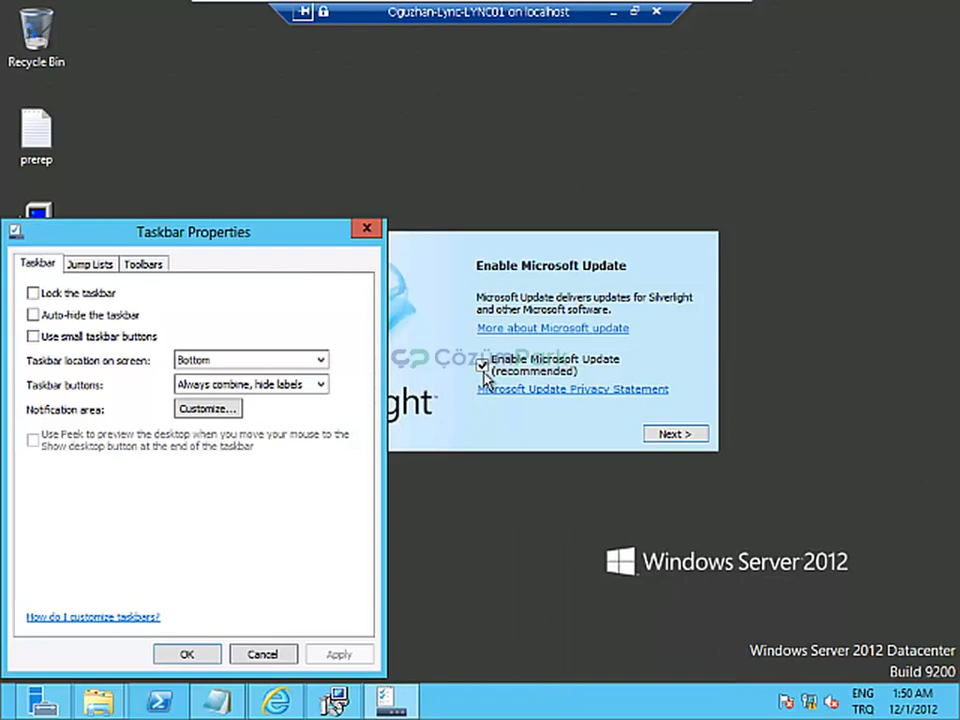 Oguzhan-Lync-LYNC01 on localhost
Recycle Bin
prerep
Taskbar Properties
Taskbar
Jump Lists
Toolbars
Lock the taskbar
Auto-hide the taskbar
Use small taskbar buttons
Taskbar location on screen:
Bottom
Taskbar buttons:
Always combine, hide labels
Notification area:
Customize...
Use Peek to preview the desktop when you move your mouse to the
Show desktop button at the end of the taskbar
How do I customize taskbars?
OK
Cancel
Apply
Enable Microsoft Update
Microsoft Update delivers updates for Silverlight
and other Microsoft software.
More about Microsoft update
ÇözümPark
Enable Microsoft Update
(recommended)
Microsoft Update Privacy Statement
ght™
Next >
Windows Server 2012
Windows Server 2012 Datacenter
Build 9200
ENG
TRQ
1:50 AM
12/1/2012